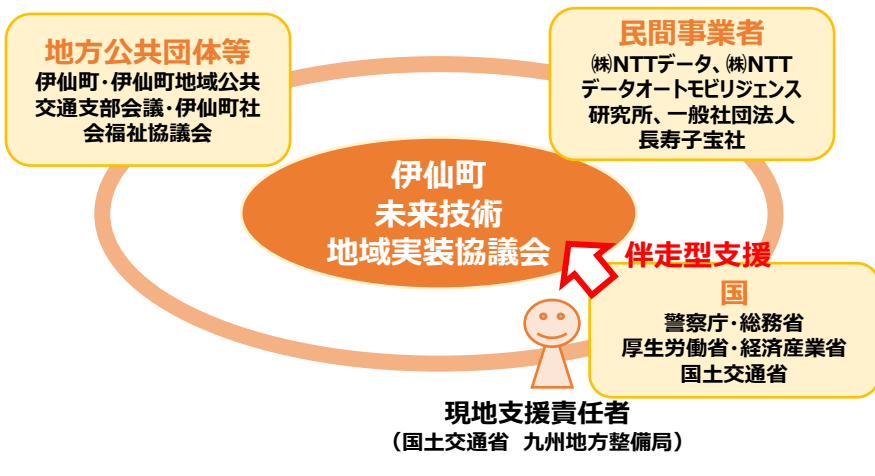 地方公共団体等
伊仙町・伊仙町地域公共
交通支部会議・伊仙町社
会福祉協議会
民間事業者
㈱NTTデータ、㈱NTT
データオートモビリジェンス
研究所、一般社団法人
長寿子宝社
伊仙町
未来技術
地域実装協議会
伴走型支援
国
警察庁・総務省
厚生労働省・経済産業省
国土交通省
現地支援責任者
（国土交通省 九州地方整備局）